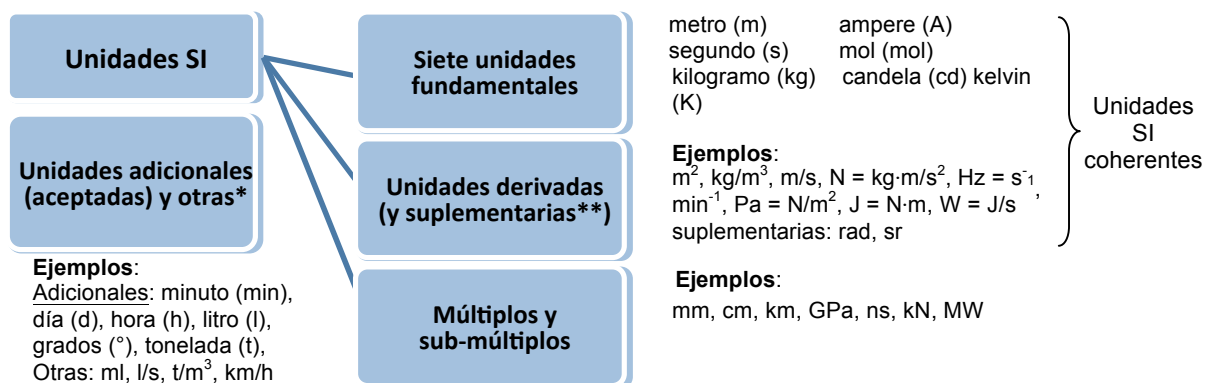 Unidades SI
Unidades adicionales
(aceptadas) y otras*
Ejemplos:
Adicionales: minuto (min),
día (d), hora (h), litro (l),
grados (°), tonelada (t),
Otras: ml, l/s, t/m³, km/h
Siete unidades
fundamentales
Unidades derivadas
(y suplementarias**)
Múltiplos y
sub-múltiplos
metro (m) ampere (A)
segundo (s) mol (mol)
kilogramo (kg) candela (cd) kelvin
(K)
Ejemplos:
m², kg/m³, m/s, N = kg·m/s², Hz = s⁻¹,
min⁻¹, Pa = N/m², J = N·m, W = J/s
suplementarias: rad, sr
Ejemplos:
mm, cm, km, GPa, ns, kN, MW
Unidades
SI
coherentes